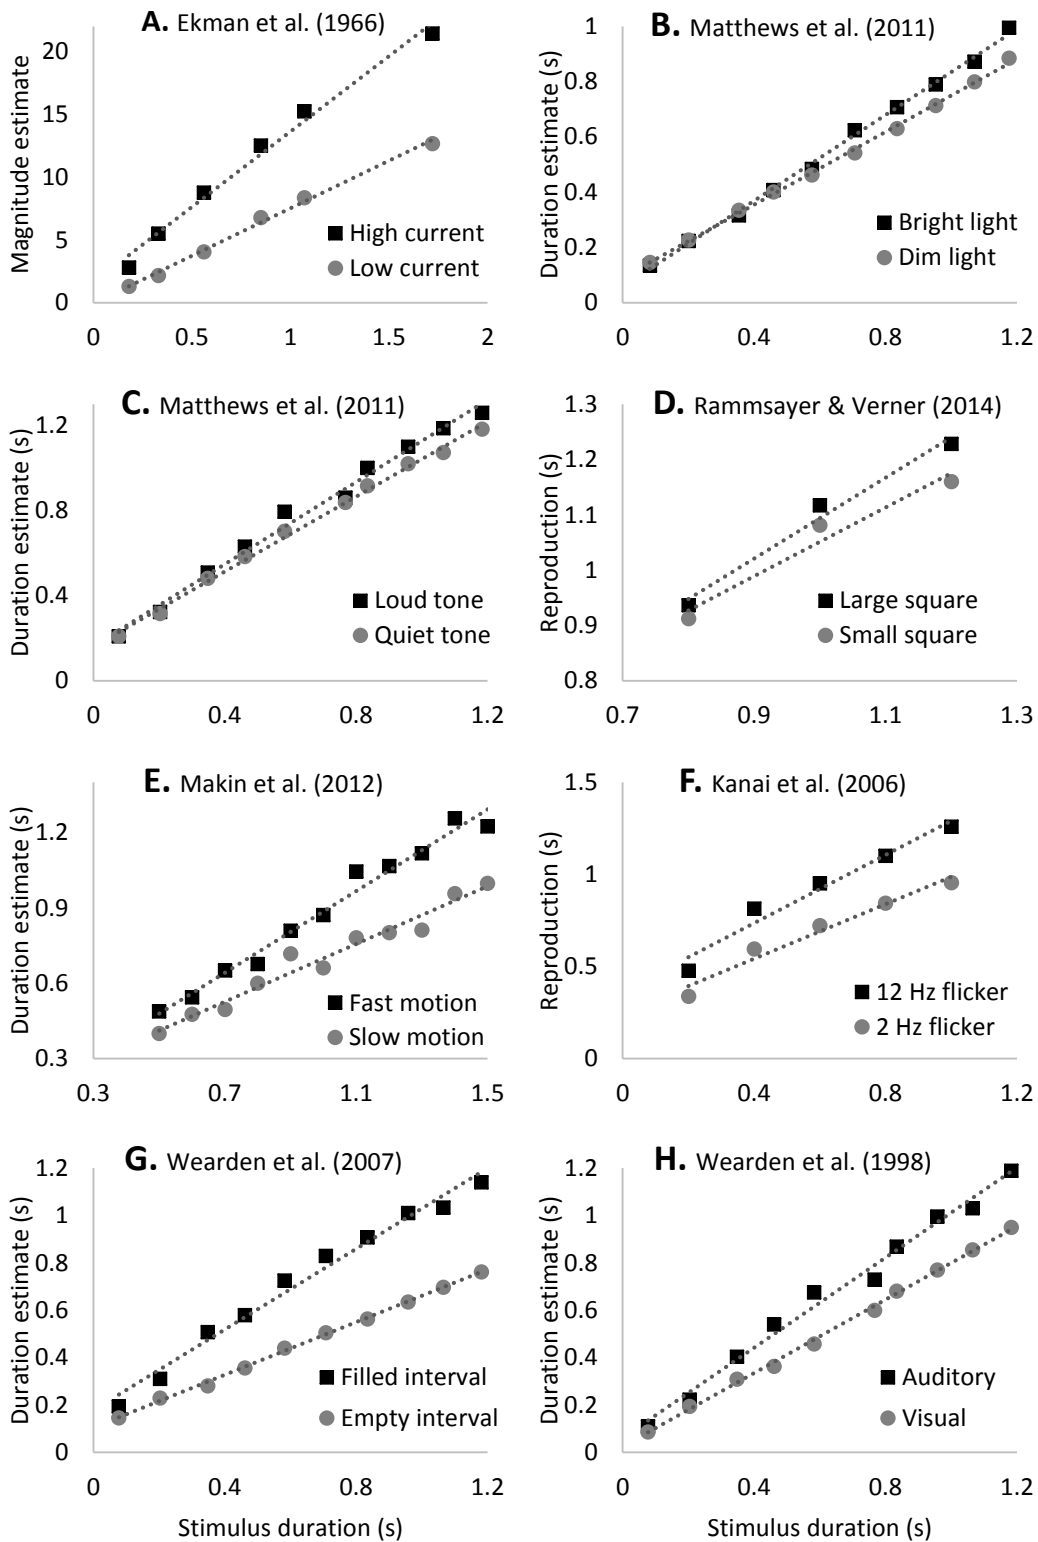 A. Ekman et al. (1966)
Magnitude estimate
20
15
10
5
0
High current
Low current
0 0.5 1 1.5 2
B. Matthews et al. (2011)
Duration estimate (s)
1
0.8
0.6
0.4
0.2
0
Bright light
Dim light
0 0.4 0.8 1.2
C. Matthews et al. (2011)
Duration estimate (s)
1.2
0.8
0.4
0
Loud tone
Quiet tone
0 0.4 0.8 1.2
D. Rammsayer & Verner (2014)
Reproduction (s)
1.3
1.2
1.1
1
0.9
0.8
Large square
Small square
0.7 0.9 1.1 1.3
E. Makin et al. (2012)
Duration estimate (s)
1.2
0.9
0.6
0.3
Fast motion
Slow motion
0.3 0.7 1.1 1.5
F. Kanai et al. (2006)
Reproduction (s)
1.5
1
0.5
0
12 Hz flicker
2 Hz flicker
0 0.4 0.8 1.2
G. Wearden et al. (2007)
Duration estimate (s)
1.2
1
0.8
0.6
0.4
0.2
0
Filled interval
Empty interval
0 0.4 0.8 1.2
Stimulus duration (s)
H. Wearden et al. (1998)
Duration estimate (s)
1.2
1
0.8
0.6
0.4
0.2
0
Auditory
Visual
0 0.4 0.8 1.2
Stimulus duration (s)